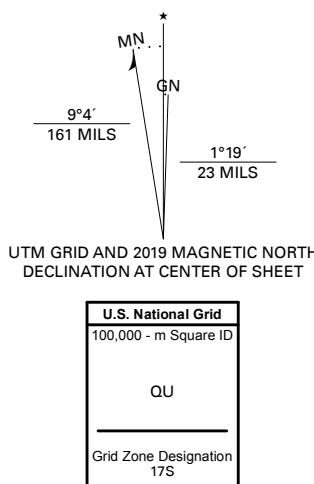 ★
MN
GN
9°4´
161 MILS
1°19´
23 MILS
UTM GRID AND 2019 MAGNETIC NORTH
DECLINATION AT CENTER OF SHEET
U.S. National Grid
100,000 - m Square ID
QU
Grid Zone Designation
17S